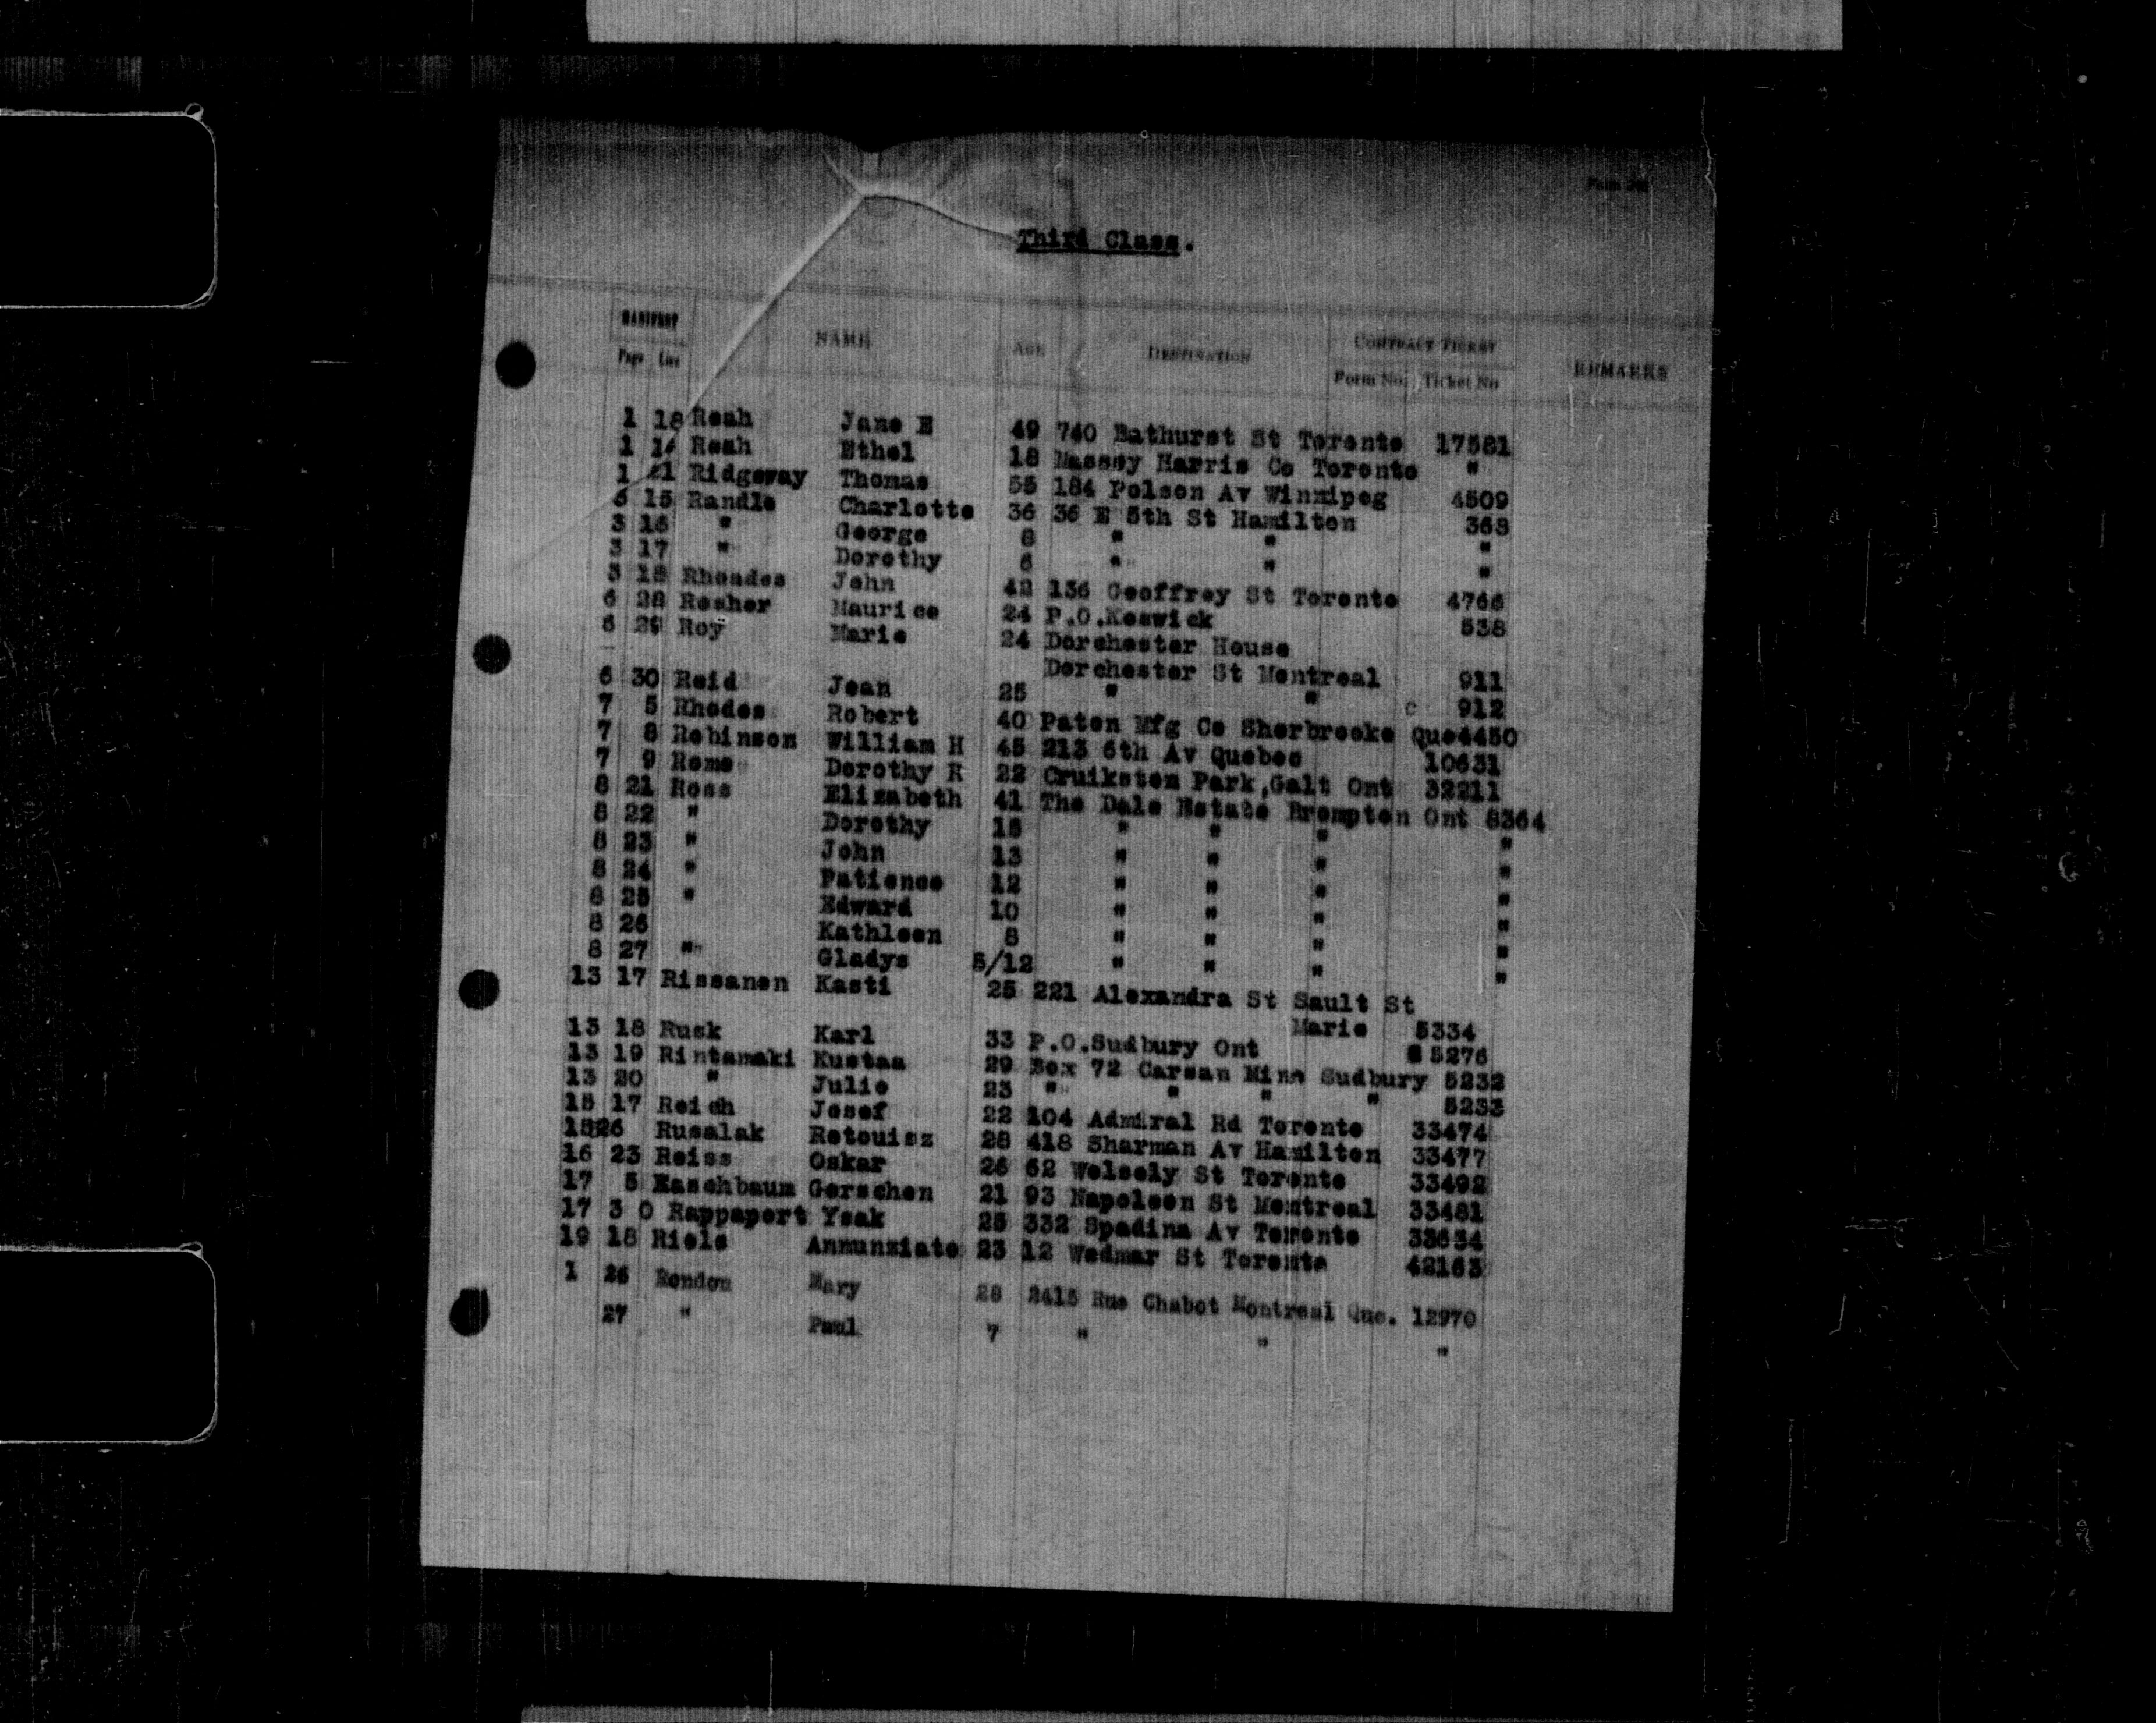 Third Class.
MANIFEST NAME AGE DESTINATION CONTRACT TICKET REMARKS
Page Line Form No. Ticket No
1 18 Reah Jane E 49 740 Bathurst St Toronto 17581
1 14 Reah Ethel 18 Massey Harris Co Toronto "
1 21 Ridgeway Thomas 55 184 Polson Av Winnipeg 4509
6 15 Randle Charlotte 36 36 E 5th St Hamilton 368
3 16 " George 8 " " "
3 17 " Dorothy 6 " " "
3 18 Rhoades John 42 136 Geoffrey St Toronto 4766
6 28 Rosher Maurice 24 P.O.Keswick 538
6 29 Roy Marie 24 Dorchester House
Dorchester St Montreal 911
6 30 Reid Jean 25 " " c 912
7 5 Rhodes Robert 40 Paton Mfg Co Sherbrooke Que4450
7 8 Robinson William H 45 213 6th Av Quebec 10631
7 9 Rome Dorothy R 22 Cruikston Park,Galt Ont 32211
8 21 Ross Elizabeth 41 The Dale Estate Brompton Ont 8364
8 22 " Dorothy 15 " " " "
8 23 " John 13 " " " "
8 24 " Patience 12 " " " "
8 25 " Edward 10 " " " "
8 26 Kathleen 8 " " " "
8 27 " Gladys 5/12 " " " "
13 17 Rissanen Kasti 25 221 Alexandra St Sault St
Marie 5334
13 18 Rusk Karl 33 P.O.Sudbury Ont 5276
13 19 Rintamaki Kustaa 29 Box 72 Carsan Mine Sudbury 5232
13 20 " Julie 23 " " " " 5233
15 17 Reich Josef 22 104 Admiral Rd Toronto 33474
1526 Rusalak Retouisz 28 418 Sharman Av Hamilton 33477
16 23 Reiss Oskar 26 62 Wolsely St Toronto 33492
17 5 Raschbaum Gerschon 21 93 Napoleon St Montreal 33481
17 3 0 Rappaport Ysak 25 332 Spadina Av Toronto 33634
19 18 Riele Annunziato 23 12 Wedmar St Toronto 42163
1 26 Rondou Mary 28 2415 Rue Chabot Montreal Que. 12970
27 " Paul 7 " " "